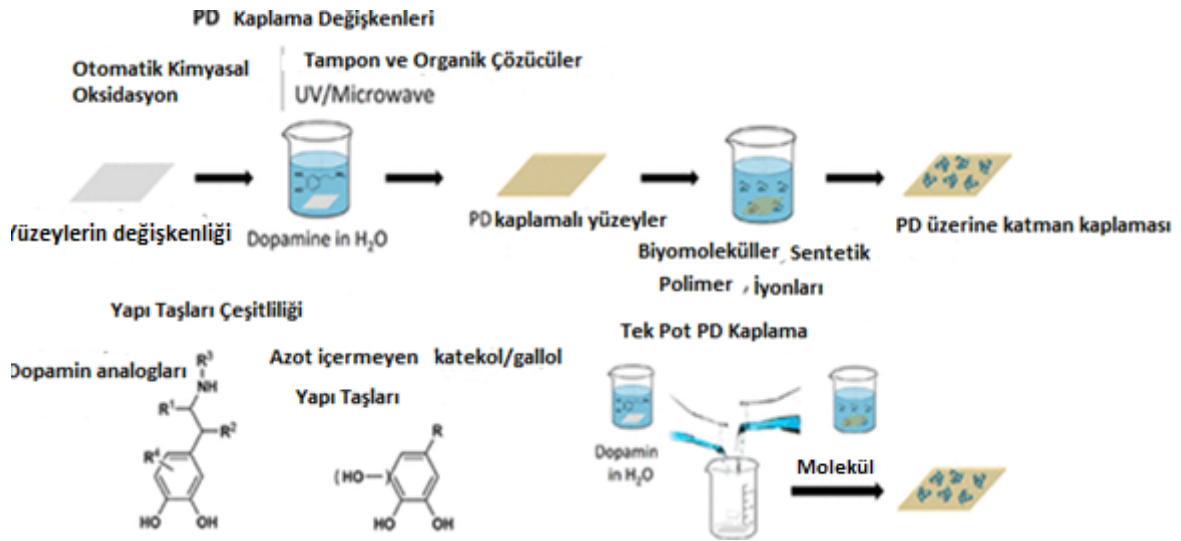 PD Kaplama Değişkenleri
Otomatik Kimyasal
Oksidasyon
Tampon ve Organik Çözücüler
UV/Microwave
Yüzeylerin değişkenliği
Dopamine in H₂O
PD kaplamalı yüzeyler
Biyomoleküller, Sentetik
Polimer, İyonları
PD üzerine katman kaplaması
Yapı Taşları Çeşitliliği
Dopamin analogları
R³
NH
R¹
R²
R⁴
HO
OH
Azot içermeyen katekol/gallol
Yapı Taşları
R
(HO—)
HO
OH
Tek Pot PD Kaplama
Dopamin
in H₂O
Molekül